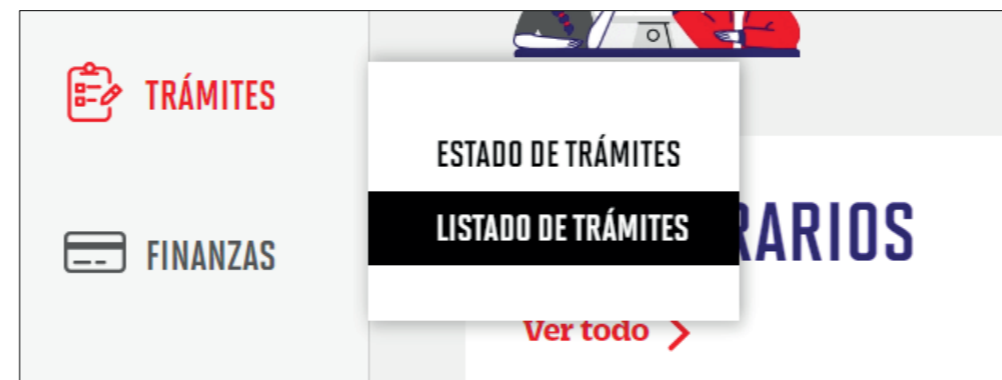 TRÁMITES
ESTADO DE TRÁMITES
LISTADO DE TRÁMITES
FINANZAS
Ver todo